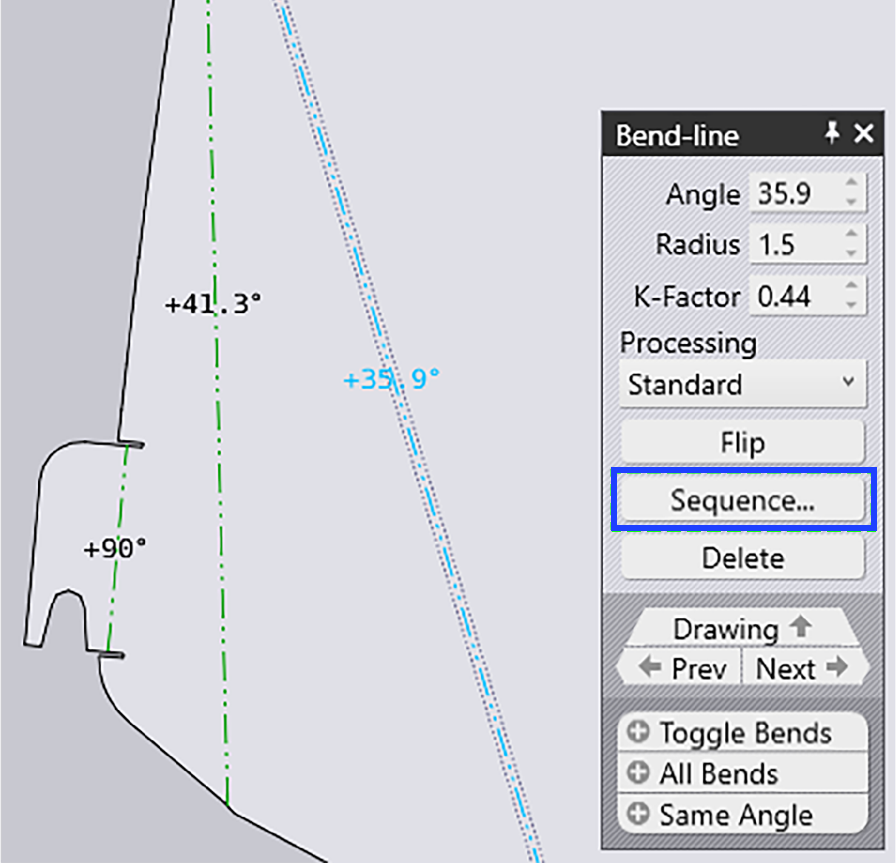 Bend-line
Angle 35.9
Radius 1.5
K-Factor 0.44
Processing
Standard
Flip
Sequence...
Delete
Drawing
Prev Next
Toggle Bends
All Bends
Same Angle
+41.3°
+35.9°
+90°